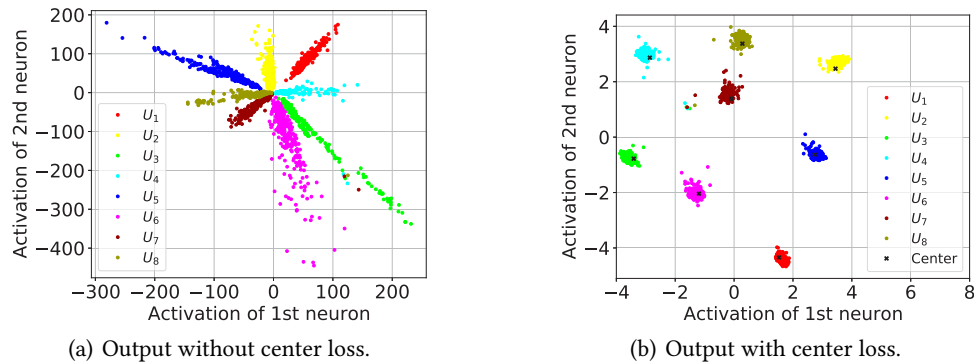 200
100
0
−100
−200
−300
−400
−300
−200
−100
0
100
200
Activation of 2nd neuron
Activation of 1st neuron
U1
U2
U3
U4
U5
U6
U7
U8
(a) Output without center loss.
4
2
0
−2
−4
−4
−2
0
2
4
6
8
Activation of 2nd neuron
Activation of 1st neuron
U1
U2
U3
U4
U5
U6
U7
U8
Center
(b) Output with center loss.